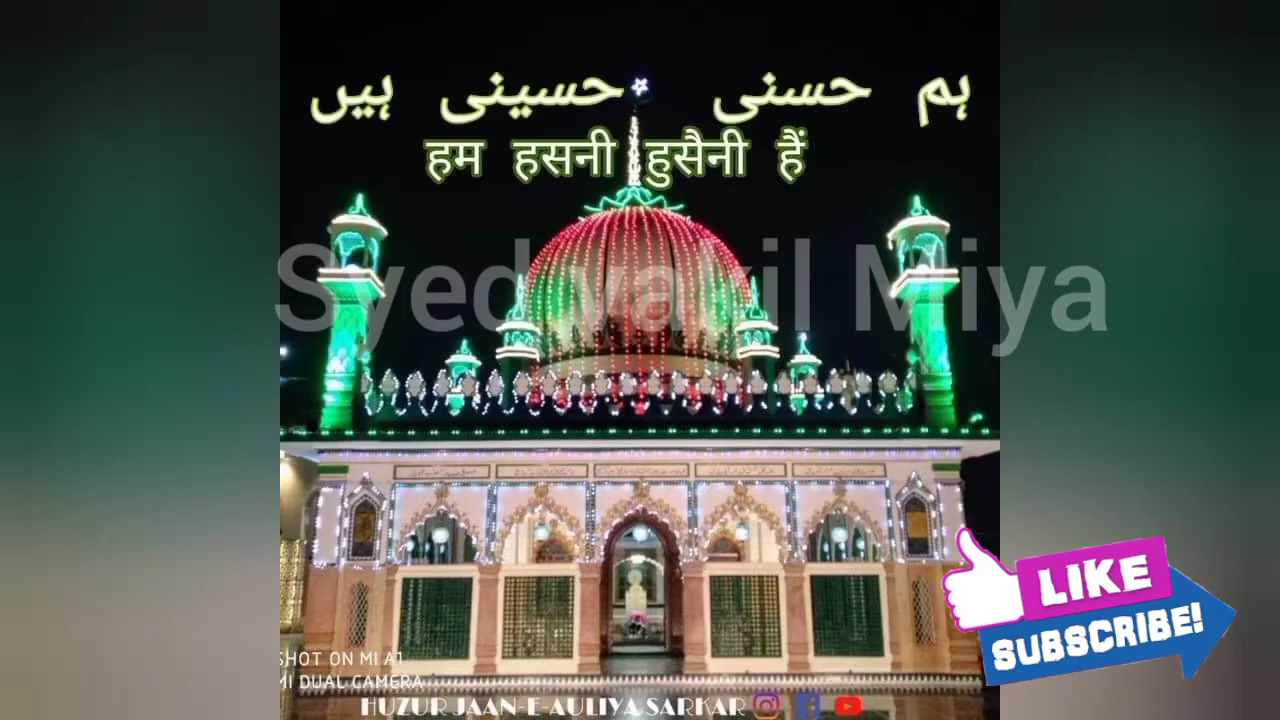 ہم حسنی حسینی ہیں
हम हसनी हुसैनी हैं
Syed vakil Miya
LIKE
SUBSCRIBE!
SHOT ON MI A1
MI DUAL CAMERA
HUZUR JAAN-E-AULIYA SARKAR